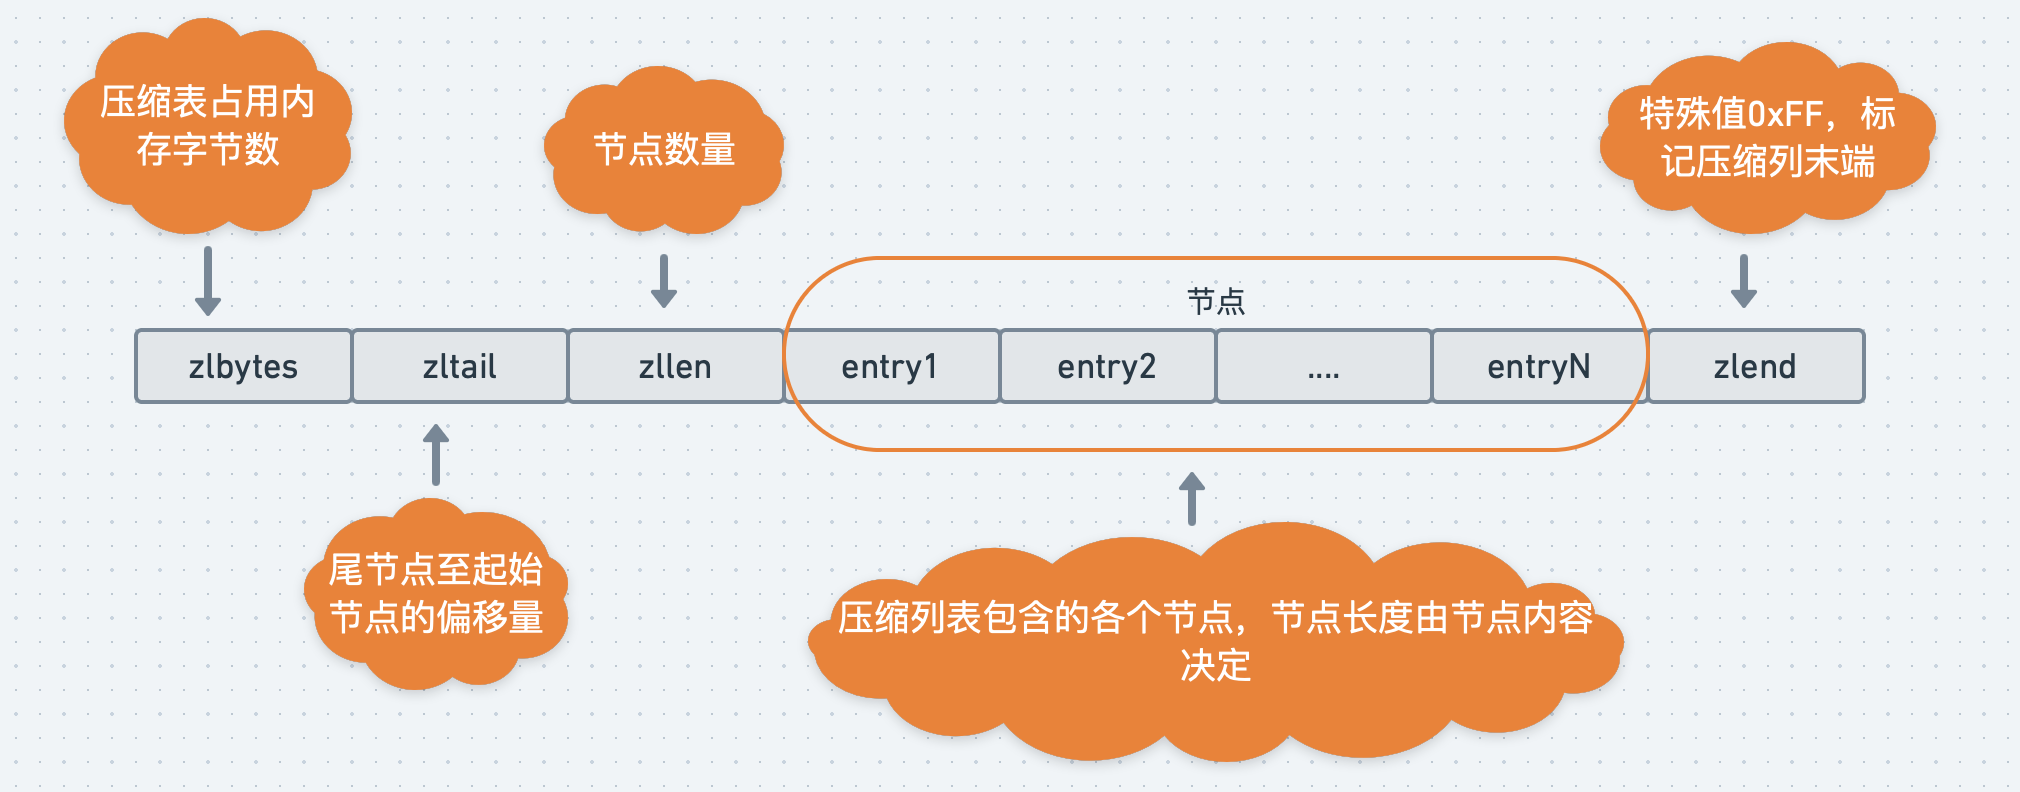 压缩表占用内
存字节数
节点数量
特殊值0xFF，标
记压缩列末端
节点
zlbytes
zltail
zllen
entry1
entry2
....
entryN
zlend
尾节点至起始
节点的偏移量
压缩列表包含的各个节点，节点长度由节点内容
决定